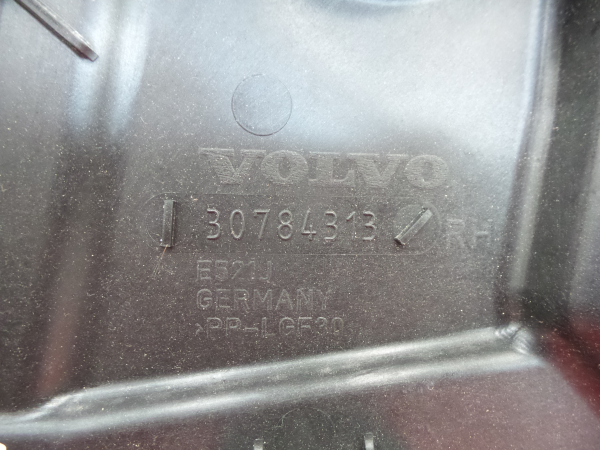 VOLVO
30784313 RH
E521J
GERMANY
>PP-LGF30